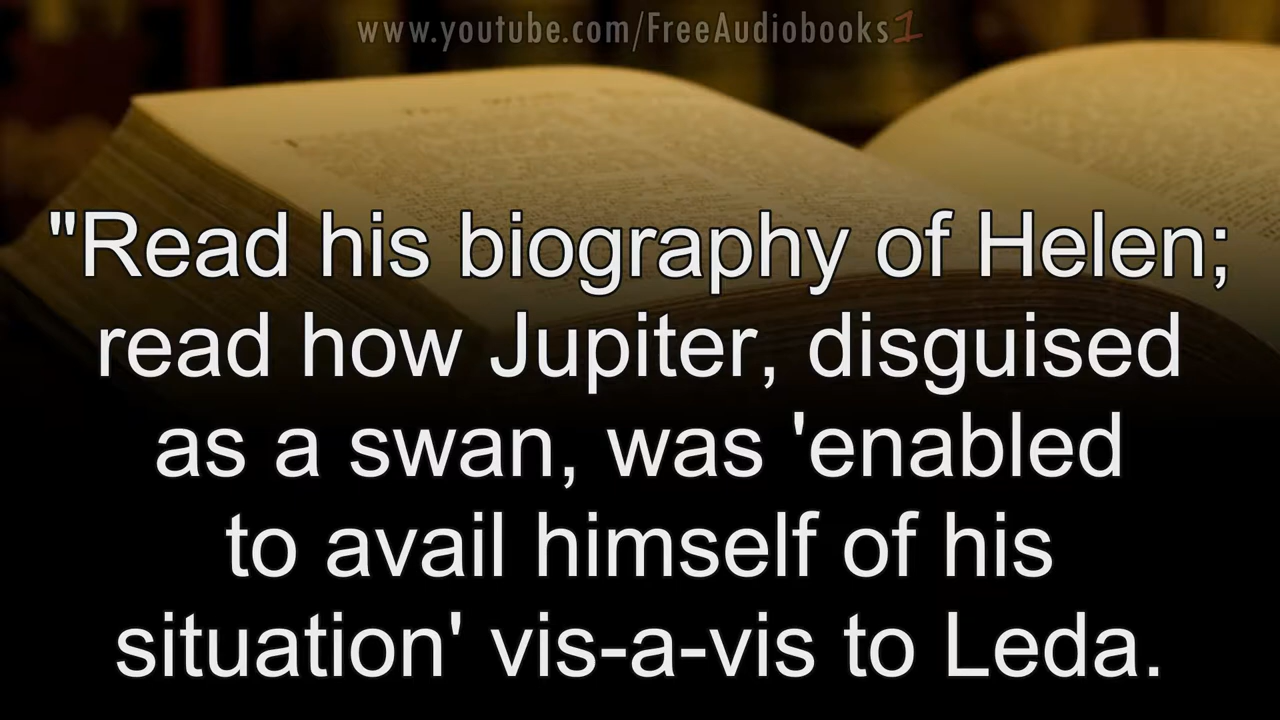 www.youtube.com/FreeAudiobooks1
"Read his biography of Helen;
read how Jupiter, disguised
as a swan, was 'enabled
to avail himself of his
situation' vis-a-vis to Leda.